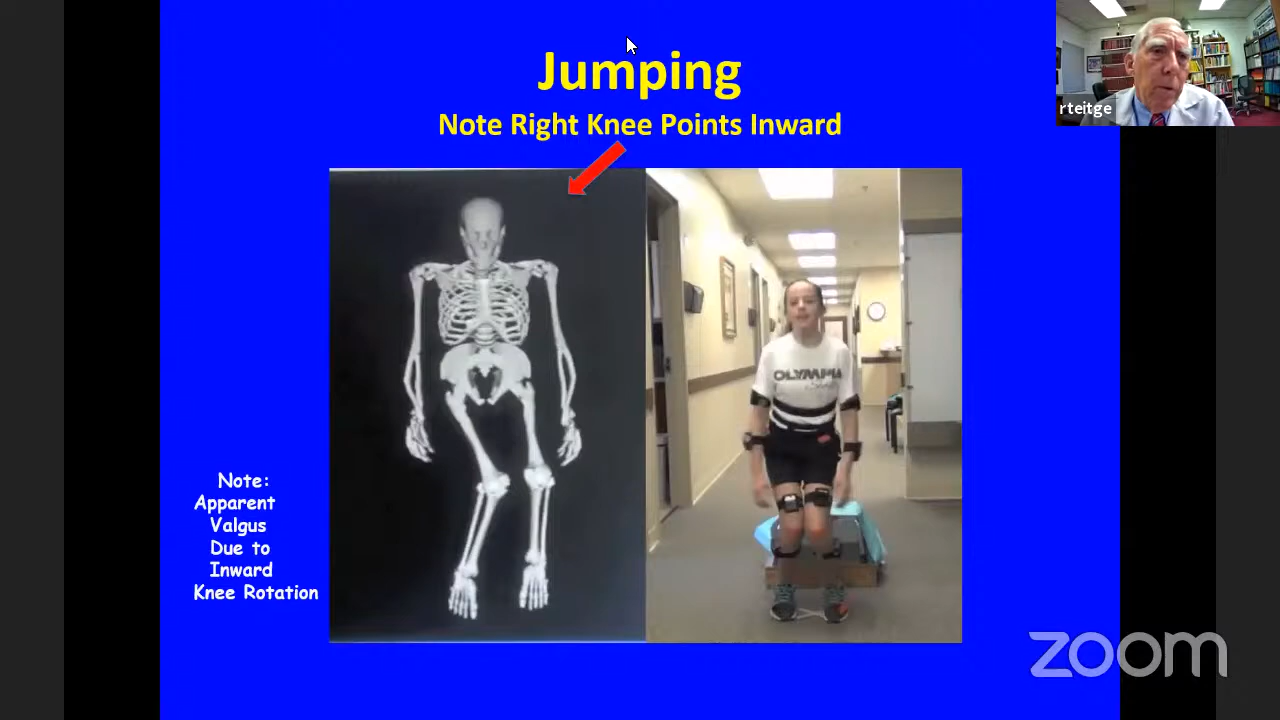 Jumping
Note Right Knee Points Inward
rteitge
OLYMPIA
Note:
Apparent
Valgus
Due to
Inward
Knee Rotation
zoom